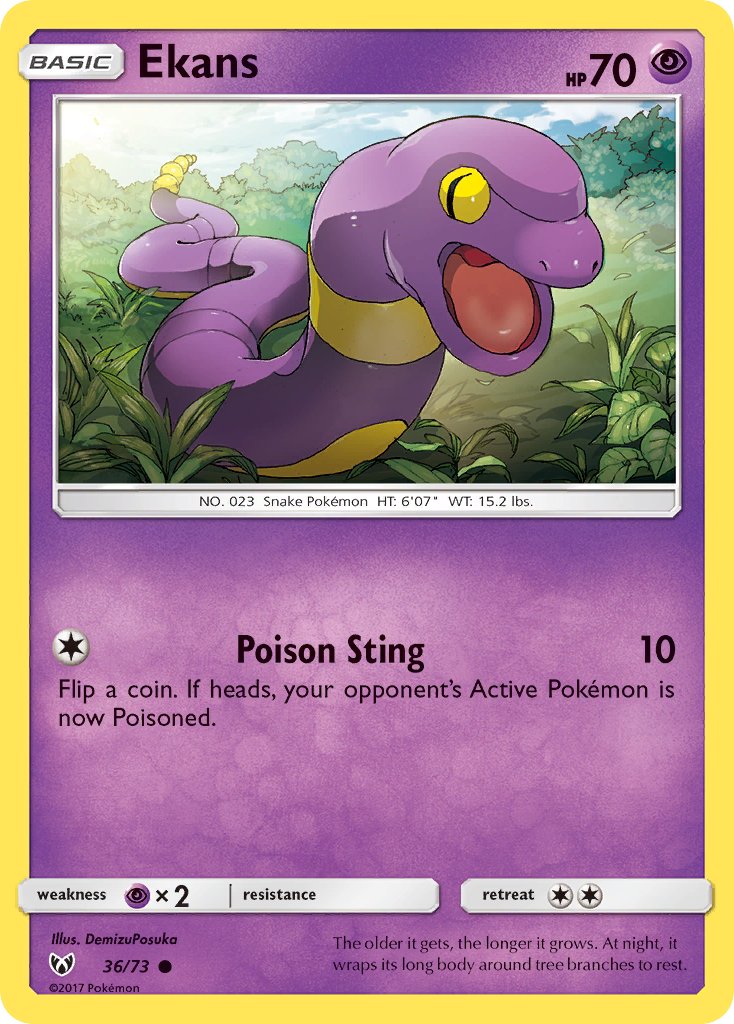 BASIC Ekans HP 70
NO. 023 Snake Pokémon HT: 6'07" WT: 15.2 lbs.
Poison Sting 10
Flip a coin. If heads, your opponent's Active Pokémon is
now Poisoned.
weakness × 2 resistance retreat
Illus. DemizuPosuka
36/73
©2017 Pokémon
The older it gets, the longer it grows. At night, it
wraps its long body around tree branches to rest.